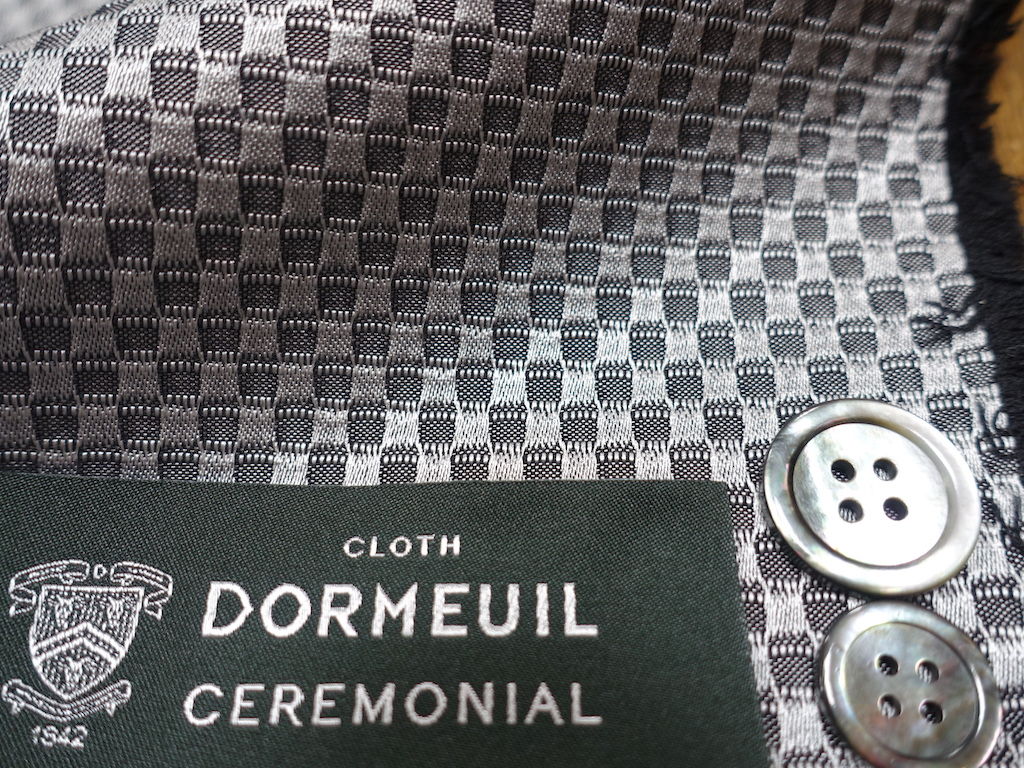 CLOTH
D
DORMEUIL
CEREMONIAL
1842